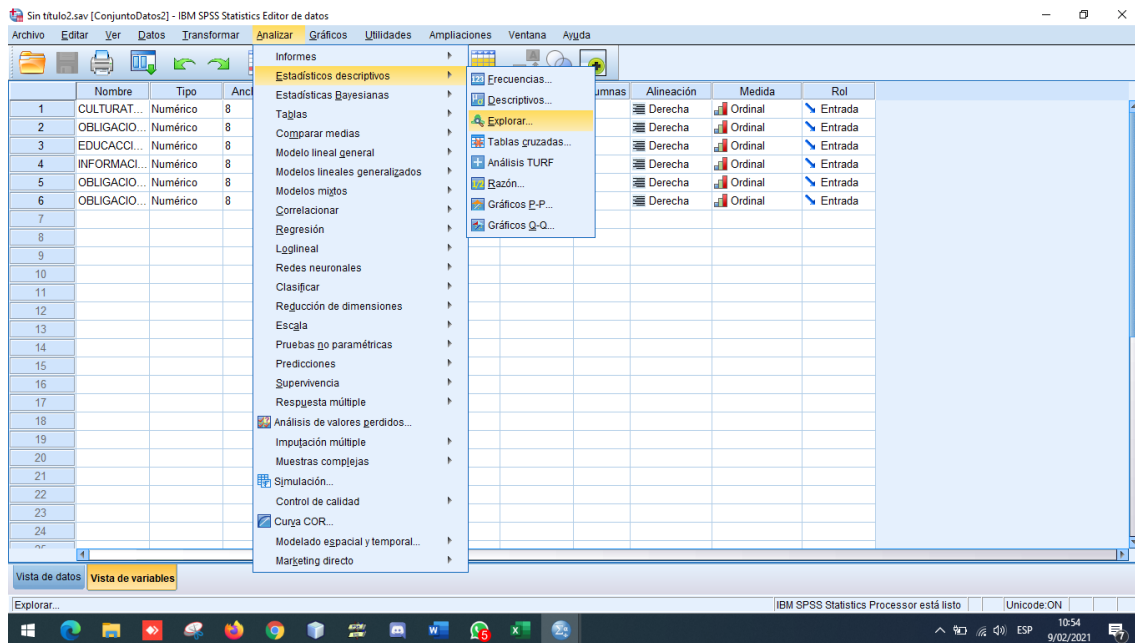 Sin título2.sav [ConjuntoDatos2] - IBM SPSS Statistics Editor de datos
Archivo Editar Ver Datos Transformar Analizar Gráficos Utilidades Ampliaciones Ventana Ayuda
Informes
Estadísticos descriptivos
Estadísticas Bayesianas
Tablas
Comparar medias
Modelo lineal general
Modelos lineales generalizados
Modelos mixtos
Correlacionar
Regresión
Loglineal
Redes neuronales
Clasificar
Reducción de dimensiones
Escala
Pruebas no paramétricas
Predicciones
Supervivencia
Respuesta múltiple
Análisis de valores perdidos...
Imputación múltiple
Muestras complejas
Simulación...
Control de calidad
Curva COR...
Modelado espacial y temporal...
Marketing directo
Frecuencias...
Descriptivos...
Explorar...
Tablas cruzadas...
Análisis TURF
Razón...
Gráficos P-P...
Gráficos Q-Q...
Nombre Tipo Ancl umnas Alineación Medida Rol
1 CULTURAT... Numérico 8 Derecha Ordinal Entrada
2 OBLIGACIO... Numérico 8 Derecha Ordinal Entrada
3 EDUCACCI... Numérico 8 Derecha Ordinal Entrada
4 INFORMACI... Numérico 8 Derecha Ordinal Entrada
5 OBLIGACIO... Numérico 8 Derecha Ordinal Entrada
6 OBLIGACIO... Numérico 8 Derecha Ordinal Entrada
7
8
9
10
11
12
13
14
15
16
17
18
19
20
21
22
23
24
Vista de datos Vista de variables
Explorar... IBM SPSS Statistics Processor está listo Unicode:ON
ESP 10:54
9/02/2021